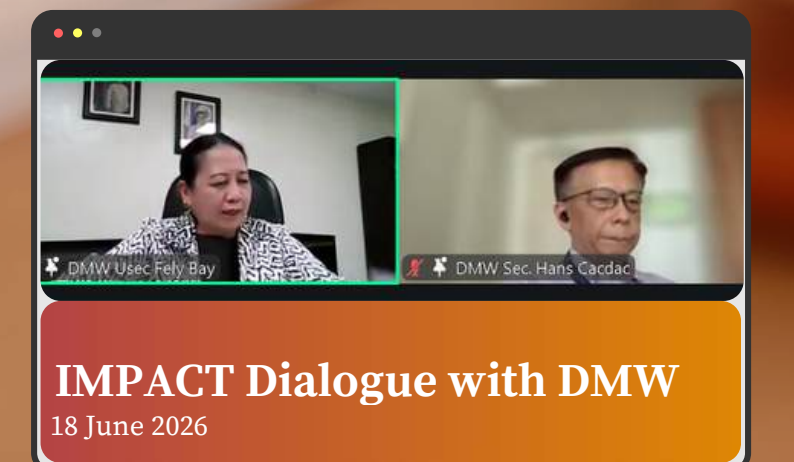 DMW Usec Fely Bay
DMW Sec. Hans Cacdac
IMPACT Dialogue with DMW
18 June 2026